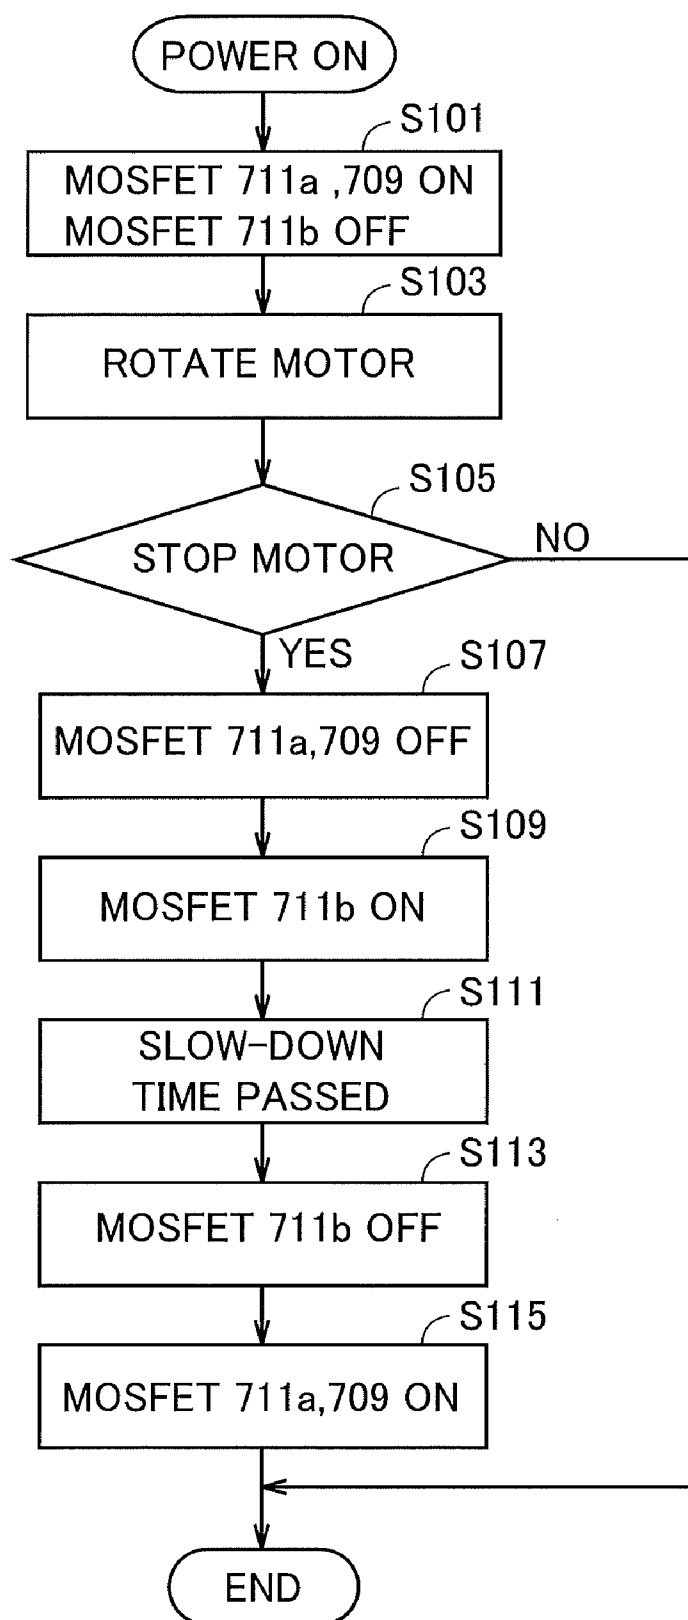 POWER ON
S101
MOSFET 711a ,709 ON
MOSFET 711b OFF
S103
ROTATE MOTOR
S105
STOP MOTOR
NO
YES
S107
MOSFET 711a,709 OFF
S109
MOSFET 711b ON
S111
SLOW-DOWN
TIME PASSED
S113
MOSFET 711b OFF
S115
MOSFET 711a,709 ON
END